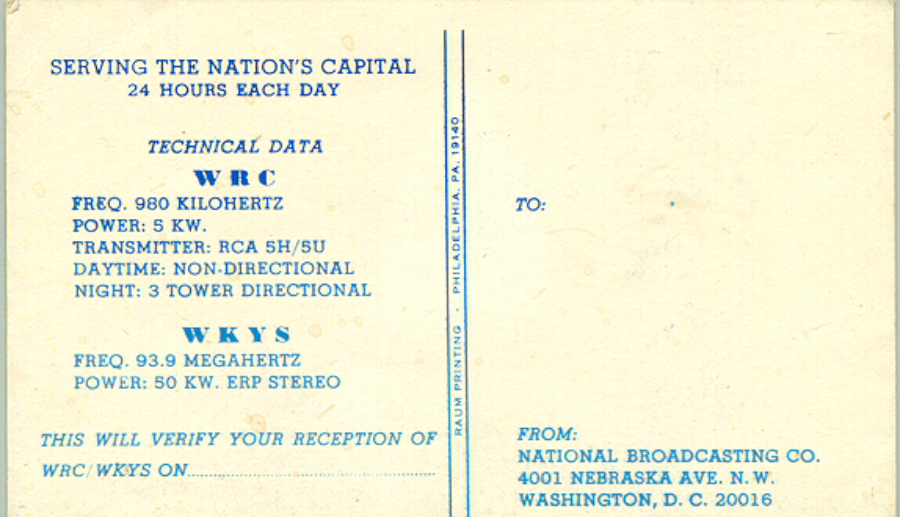 SERVING THE NATION'S CAPITAL
24 HOURS EACH DAY
TECHNICAL DATA
WRC
FREQ. 980 KILOHERTZ
POWER: 5 KW.
TRANSMITTER: RCA 5H/5U
DAYTIME: NON-DIRECTIONAL
NIGHT: 3 TOWER DIRECTIONAL
WKYS
FREQ. 93.9 MEGAHERTZ
POWER: 50 KW. ERP STEREO
THIS WILL VERIFY YOUR RECEPTION OF
WRC/WKYS ON
RAUM PRINTING · PHILADELPHIA, PA. 19140
TO:
FROM:
NATIONAL BROADCASTING CO.
4001 NEBRASKA AVE. N.W.
WASHINGTON, D. C. 20016